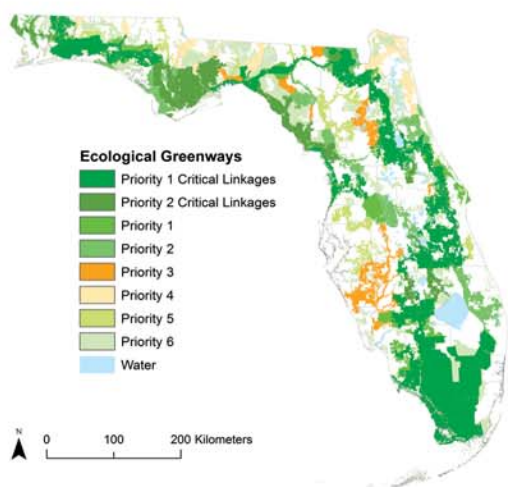 Ecological Greenways
Priority 1 Critical Linkages
Priority 2 Critical Linkages
Priority 1
Priority 2
Priority 3
Priority 4
Priority 5
Priority 6
Water
N
0 100 200 Kilometers